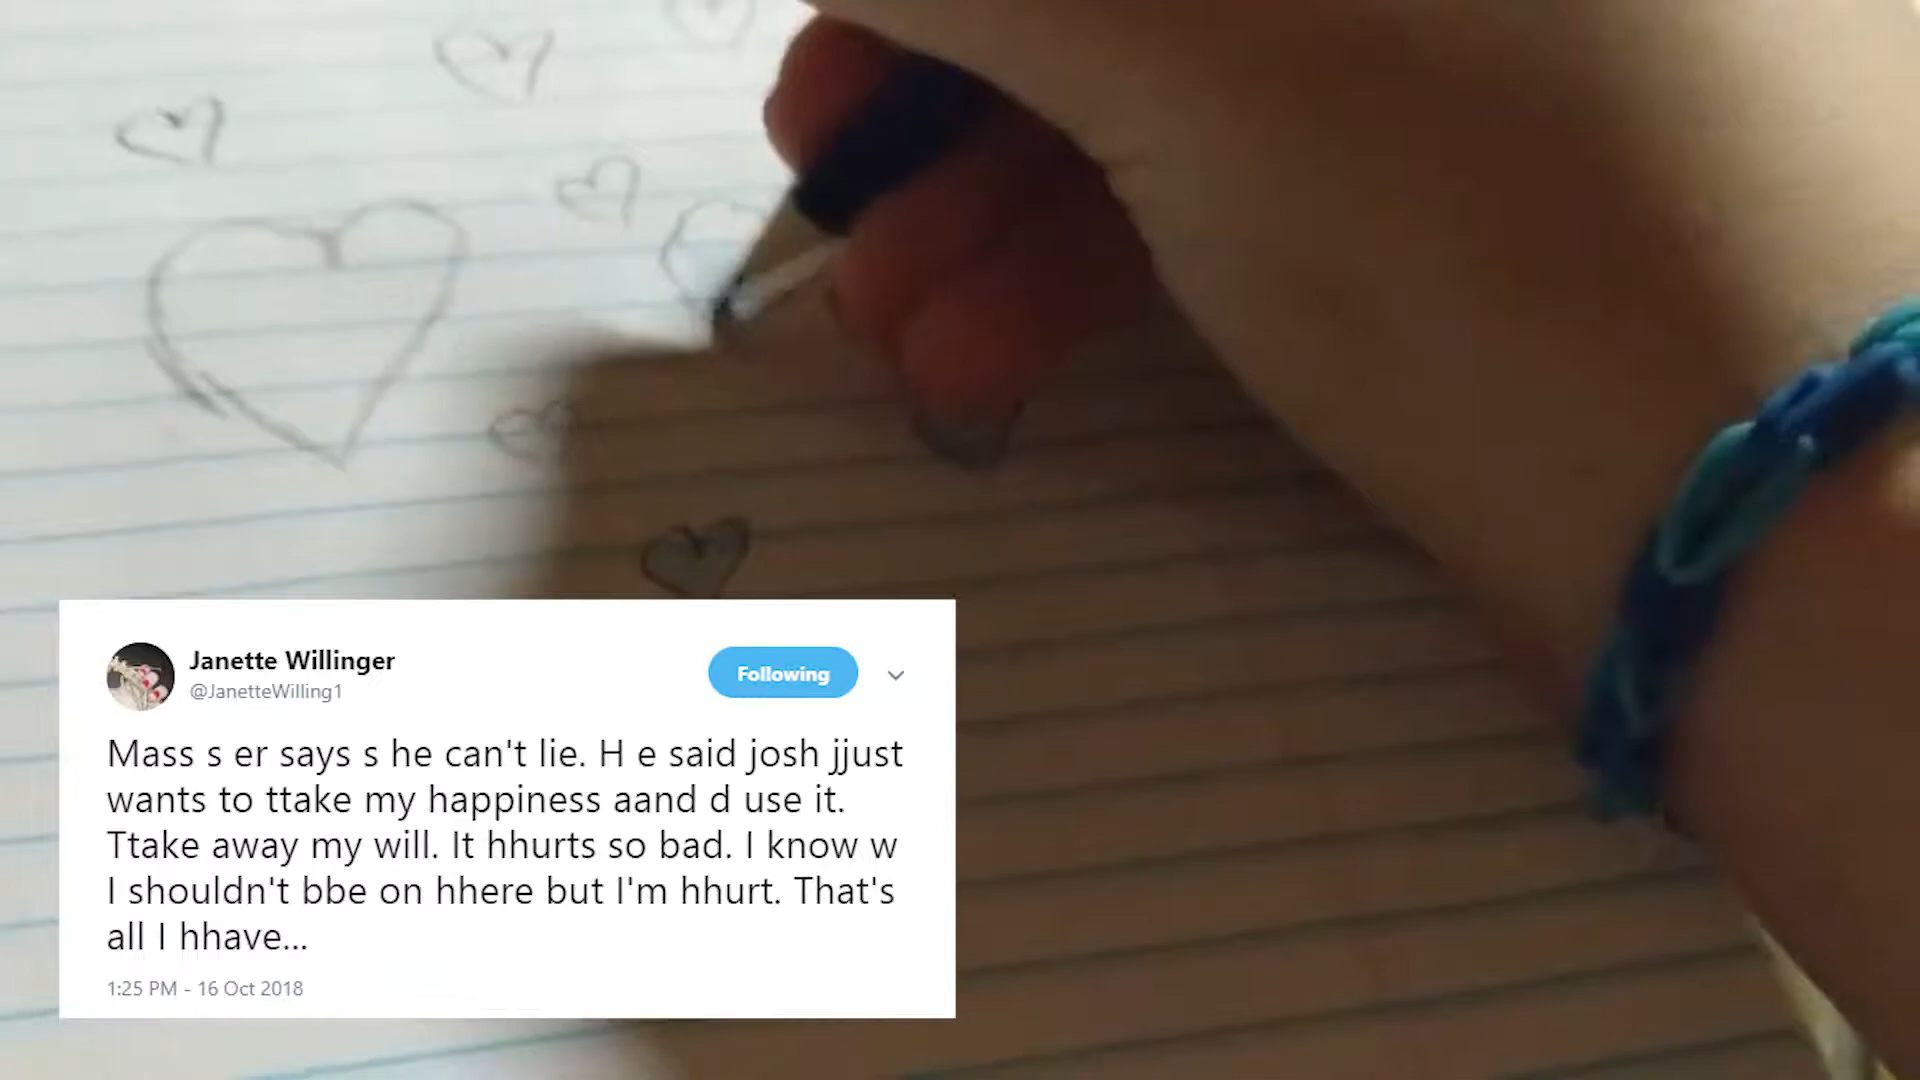 Janette Willinger
@JanetteWilling1
Following
Mass s er says s he can't lie. H e said josh jjust
wants to ttake my happiness aand d use it.
Ttake away my will. It hhurts so bad. I know w
I shouldn't bbe on hhere but I'm hhurt. That's
all I hhave...
1:25 PM - 16 Oct 2018